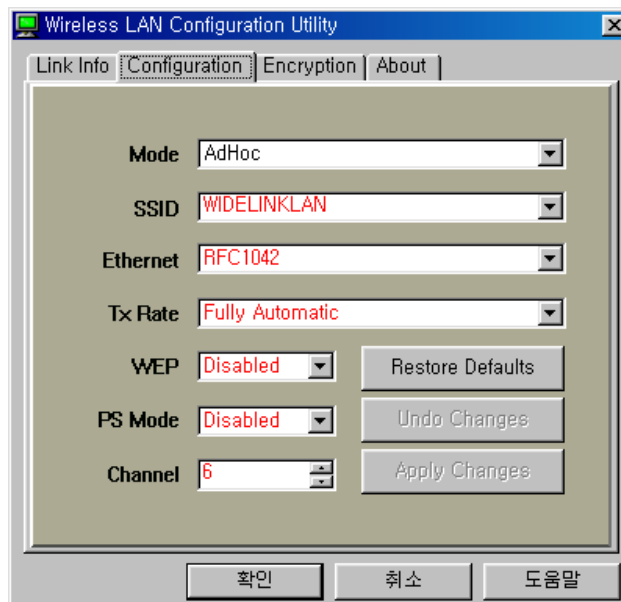 Wireless LAN Configuration Utility
Link Info Configuration Encryption About
Mode AdHoc
SSID WIDELINKLAN
Ethernet RFC1042
Tx Rate Fully Automatic
WEP Disabled Restore Defaults
PS Mode Disabled Undo Changes
Channel 6 Apply Changes
확인 취소 도움말